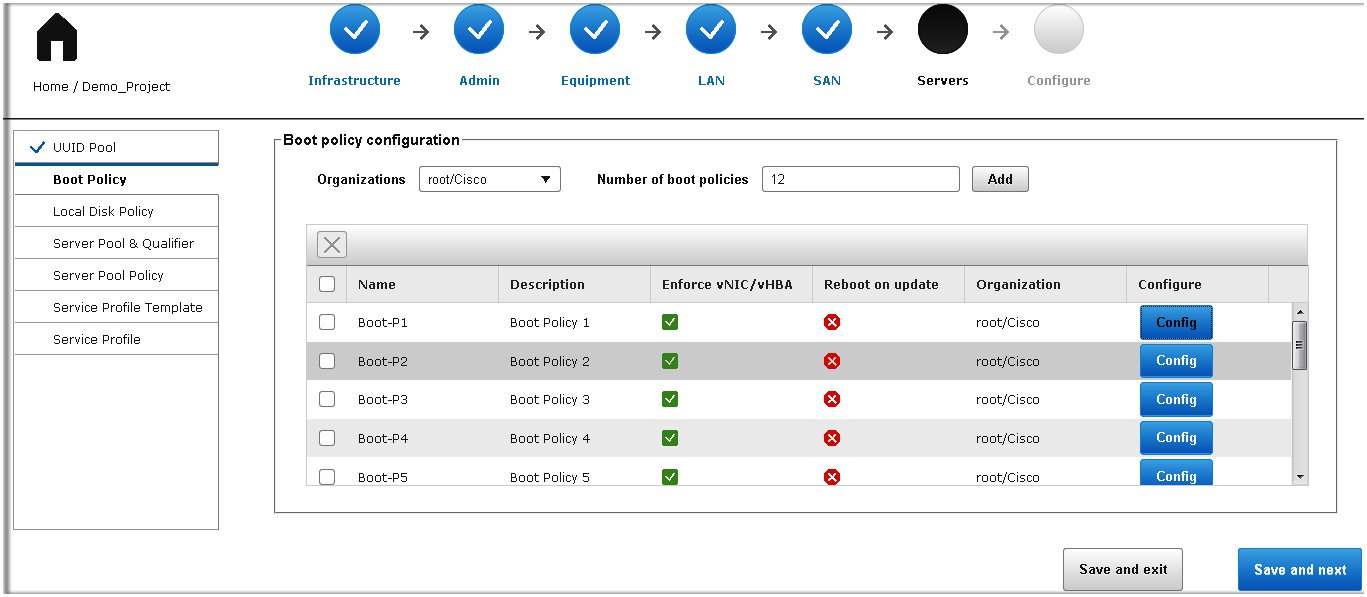 Infrastructure Admin Equipment LAN SAN Servers Configure
Home / Demo_Project
UUID Pool
Boot Policy
Local Disk Policy
Server Pool & Qualifier
Server Pool Policy
Service Profile Template
Service Profile
Boot policy configuration
Organizations root/Cisco Number of boot policies 12 Add
Name Description Enforce vNIC/vHBA Reboot on update Organization Configure
Boot-P1 Boot Policy 1 root/Cisco Config
Boot-P2 Boot Policy 2 root/Cisco Config
Boot-P3 Boot Policy 3 root/Cisco Config
Boot-P4 Boot Policy 4 root/Cisco Config
Boot-P5 Boot Policy 5 root/Cisco Config
Save and exit Save and next